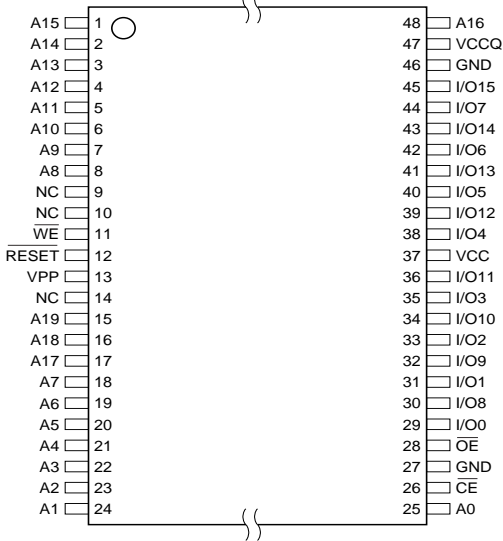 A15 1 48 A16
A14 2 47 VCCQ
A13 3 46 GND
A12 4 45 I/O15
A11 5 44 I/O7
A10 6 43 I/O14
A9 7 42 I/O6
A8 8 41 I/O13
NC 9 40 I/O5
NC 10 39 I/O12
WE 11 38 I/O4
RESET 12 37 VCC
VPP 13 36 I/O11
NC 14 35 I/O3
A19 15 34 I/O10
A18 16 33 I/O2
A17 17 32 I/O9
A7 18 31 I/O1
A6 19 30 I/O8
A5 20 29 I/O0
A4 21 28 OE
A3 22 27 GND
A2 23 26 CE
A1 24 25 A0